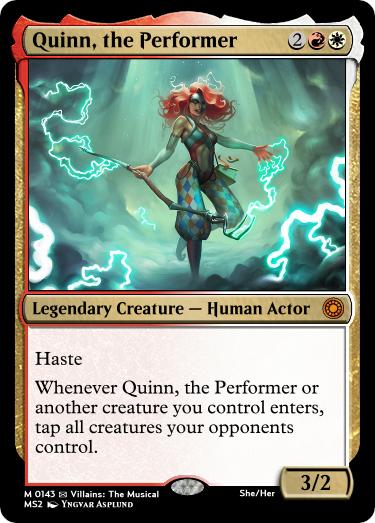 Quinn, the Performer 2
Legendary Creature — Human Actor
Haste
Whenever Quinn, the Performer or
another creature you control enters,
tap all creatures your opponents
control.
3/2
M 0143 Villains: The Musical She/Her
MS2 Yngvar Asplund